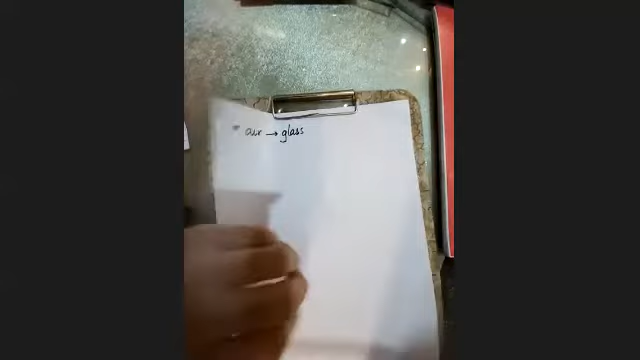 * air → glass